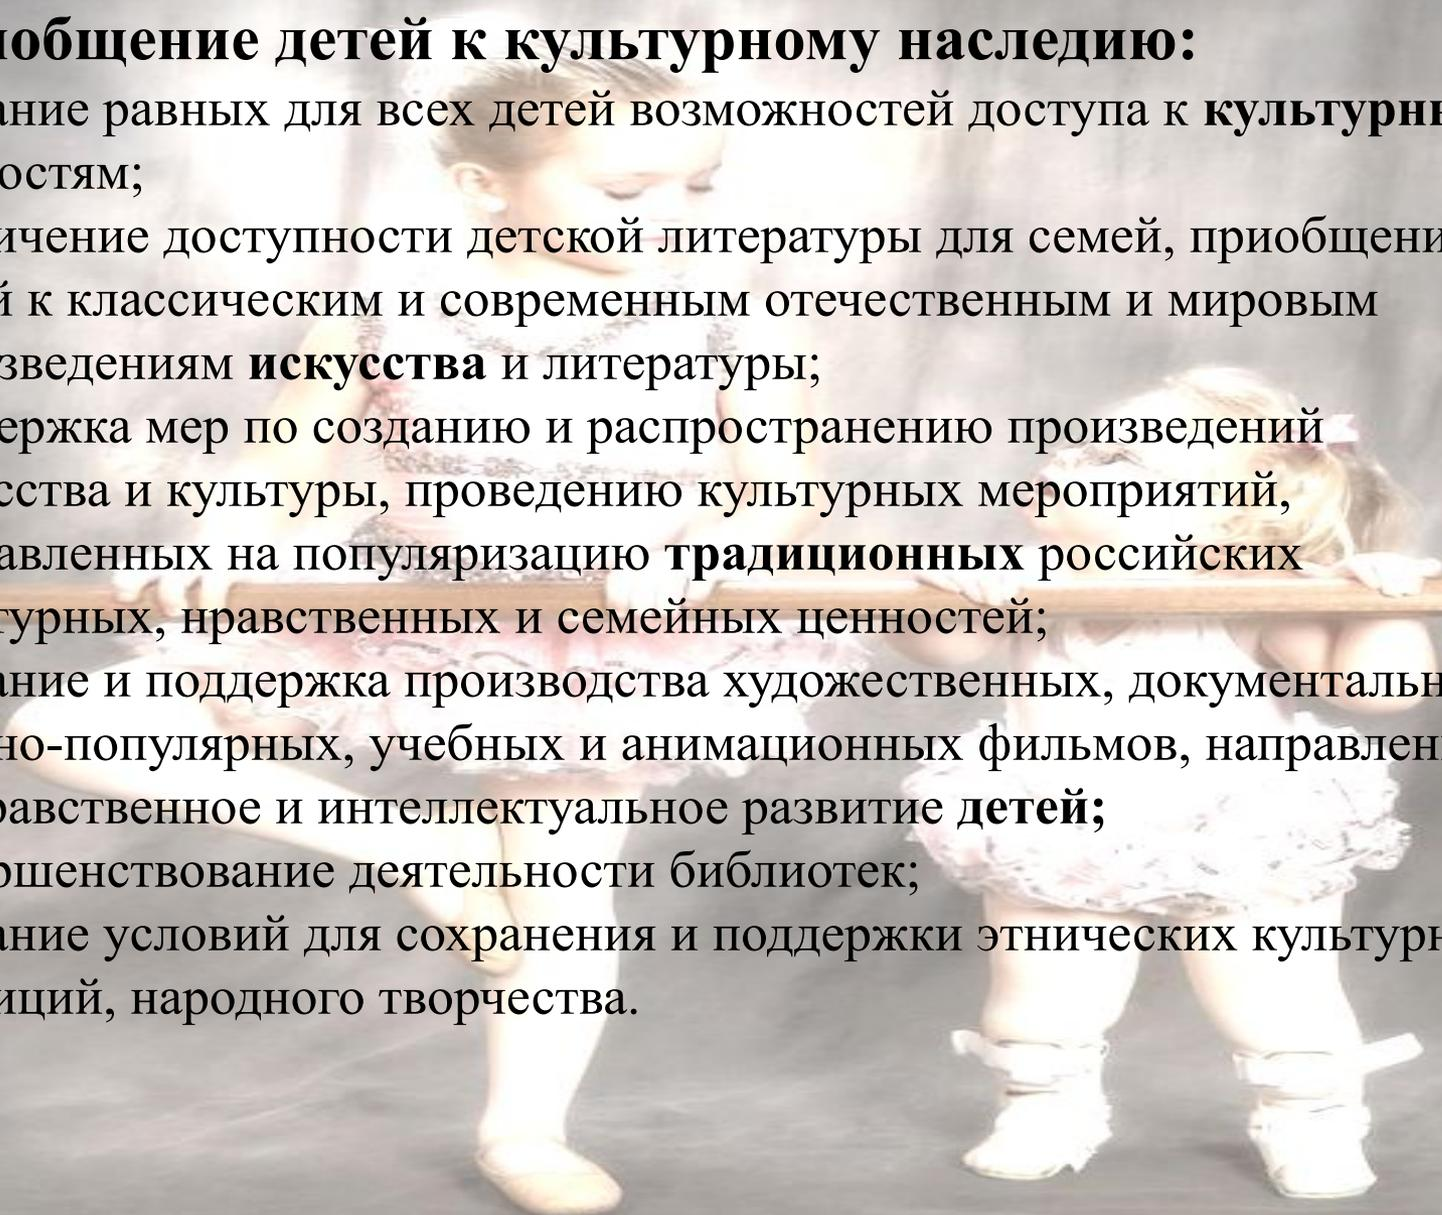 иобщение детей к культурному наследию:
ание равных для всех детей возможностей доступа к культурн
остям;
ичение доступности детской литературы для семей, приобщени
й к классическим и современным отечественным и мировым
зведениям искусства и литературы;
ержка мер по созданию и распространению произведений
сства и культуры, проведению культурных мероприятий,
авленных на популяризацию традиционных российских
турных, нравственных и семейных ценностей;
ание и поддержка производства художественных, документальн
но-популярных, учебных и анимационных фильмов, направлен
равственное и интеллектуальное развитие детей;
ршенствование деятельности библиотек;
ание условий для сохранения и поддержки этнических культурн
иций, народного творчества.